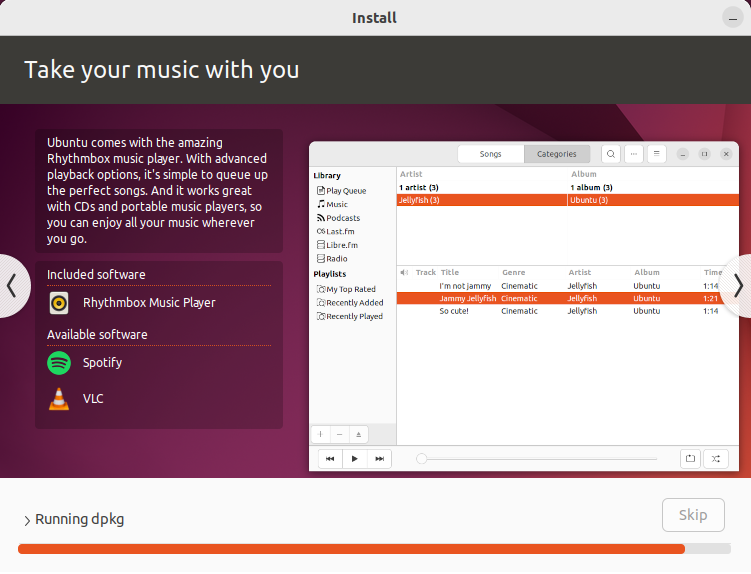 Install
Take your music with you
Ubuntu comes with the amazing
Rhythmbox music player. With advanced
playback options, it's simple to queue up
the perfect songs. And it works great
with CDs and portable music players, so
you can enjoy all your music wherever
you go.
Included software
Rhythmbox Music Player
Available software
Spotify
VLC
Songs Categories
Library
Play Queue
Music
Podcasts
Last.fm
Libre.fm
Radio
Playlists
My Top Rated
Recently Added
Recently Played
Artist Album
1 artist (3) 1 album (3)
Jellyfish (3) Ubuntu (3)
Track Title Genre Artist Album Time
I'm not jammy Cinematic Jellyfish Ubuntu 1:14
Jammy Jellyfish Cinematic Jellyfish Ubuntu 1:21
So cute! Cinematic Jellyfish Ubuntu 1:14
Running dpkg
Skip